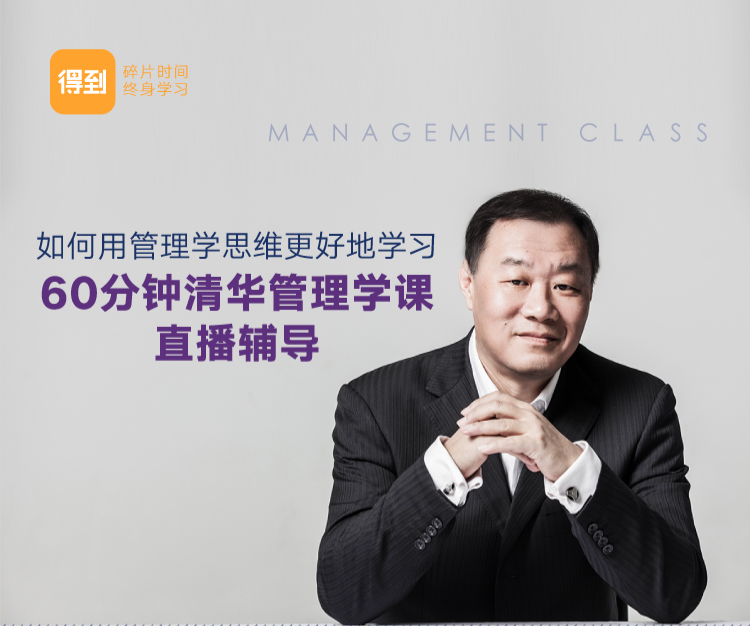 得到
碎片时间
终身学习
MANAGEMENT CLASS
如何用管理学思维更好地学习
60分钟清华管理学课
直播辅导